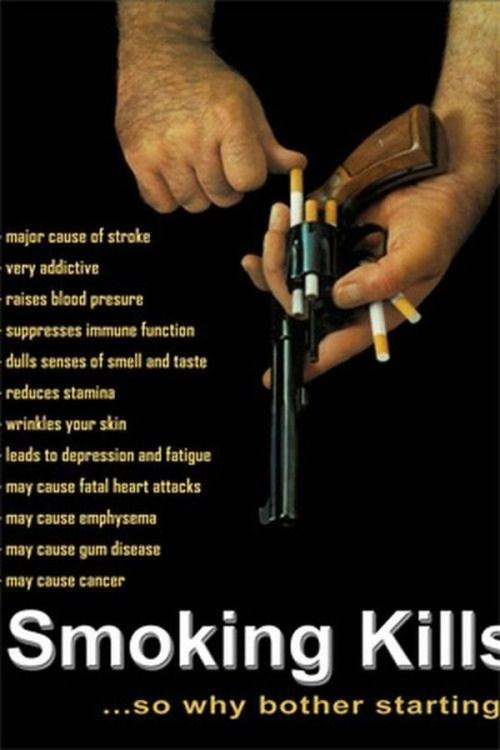 major cause of stroke
very addictive
raises blood presure
suppresses immune function
dulls senses of smell and taste
reduces stamina
wrinkles your skin
leads to depression and fatigue
may cause fatal heart attacks
may cause emphysema
may cause gum disease
may cause cancer
Smoking Kills
...so why bother starting